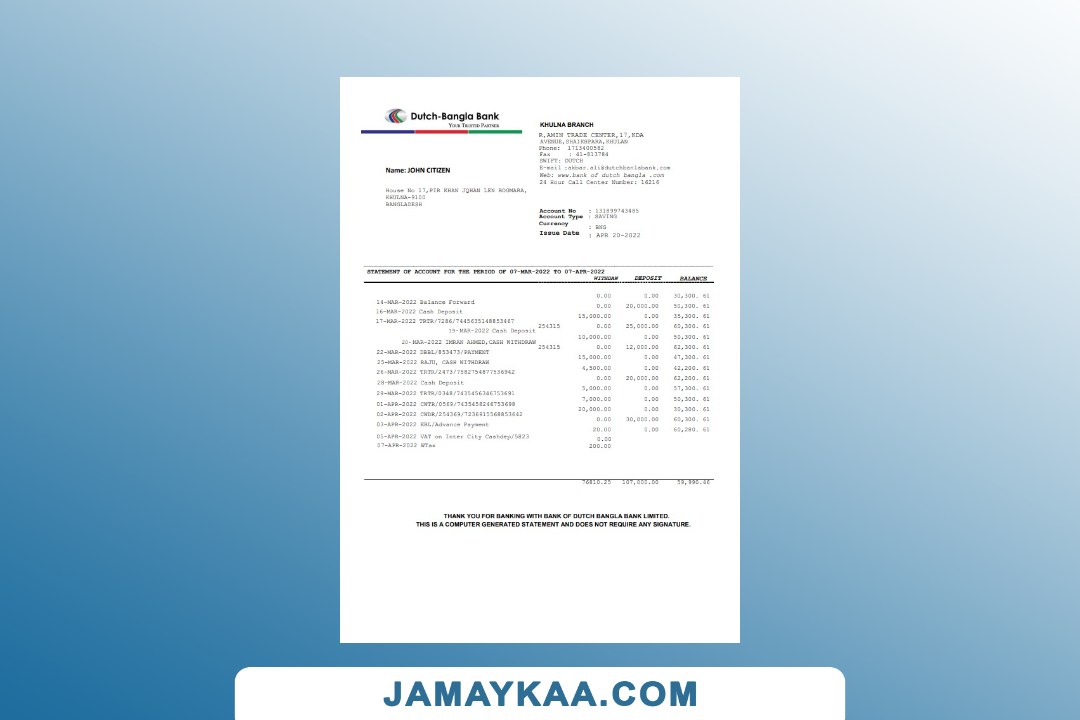 Dutch-Bangla Bank
YOUR TRUSTED PARTNER
KHULNA BRANCH
R,AMIN TRADE CENTER,17,KDA
AVENUE,SHAIKHPARA,KHULAN
Phone: 1713400582
Fax : 41-813784
SWIFT: DUTCH
E-mail :akbar.ali@dutchbanlabank.com
Web: www.bank of dutch bangla .com
24 Hour Call Center Number: 16216
Name: JOHN CITIZEN
House No 17,PTR KHAN JQHAN LEN ROSMARA,
KHULNA-9100
BANGLADESH
Account No : 131899743485
Account Type : SAVING
Currency : BNG
Issue Date : APR 20-2022
STATEMENT OF ACCOUNT FOR THE PERIOD OF 07-MAR-2022 TO 07-APR-2022
WITHDAW DEPOSIT BALANCE
0.00 0.00 30,300. 61
14-MAR-2022 Balance Forward
0.00 20,000.00 50,300. 61
16-MAR-2022 Cash Deposit
15,000.00 0.00 35,300. 61
17-MAR-2022 TRTR/7286/7445635148853467
254315 0.00 25,000.00 60,300. 61
19-MAR-2022 Cash Deposit
10,000.00 0.00 50,300. 61
20-MAR-2022 IMRAN AHMED,CASH WITHDRAW
254315 0.00 12,000.00 62,300. 61
22-MAR-2022 DBBL/853473/PAYMENT
15,000.00 0.00 47,300. 61
25-MAR-2022 RAJU, CASH WITHDRAW
4,500.00 0.00 42,200. 61
26-MAR-2022 TRTR/2473/7582754877536942
0.00 20,000.00 62,200. 61
28-MAR-2022 Cash Deposit
5,000.00 0.00 57,300. 61
29-MAR-2022 TRTR/0348/7435456346753691
7,000.00 0.00 50,300. 61
01-APR-2022 CWTR/0569/7435458246753698
20,000.00 0.00 30,300. 61
02-APR-2022 CWDR/254369/7236915568853642
0.00 30,000.00 60,300. 61
03-APR-2022 EBL/Advance Payment
20.00 0.00 60,280. 61
05-APR-2022 VAT on Inter City Cashdep/5823
0.00
07-APR-2022 WTax
200.00
76810.25 107,000.00 59,990.46
THANK YOU FOR BANKING WITH BANK OF DUTCH BANGLA BANK LIMITED.
THIS IS A COMPUTER GENERATED STATEMENT AND DOES NOT REQUIRE ANY SIGNATURE.
JAMAYKAA.COM